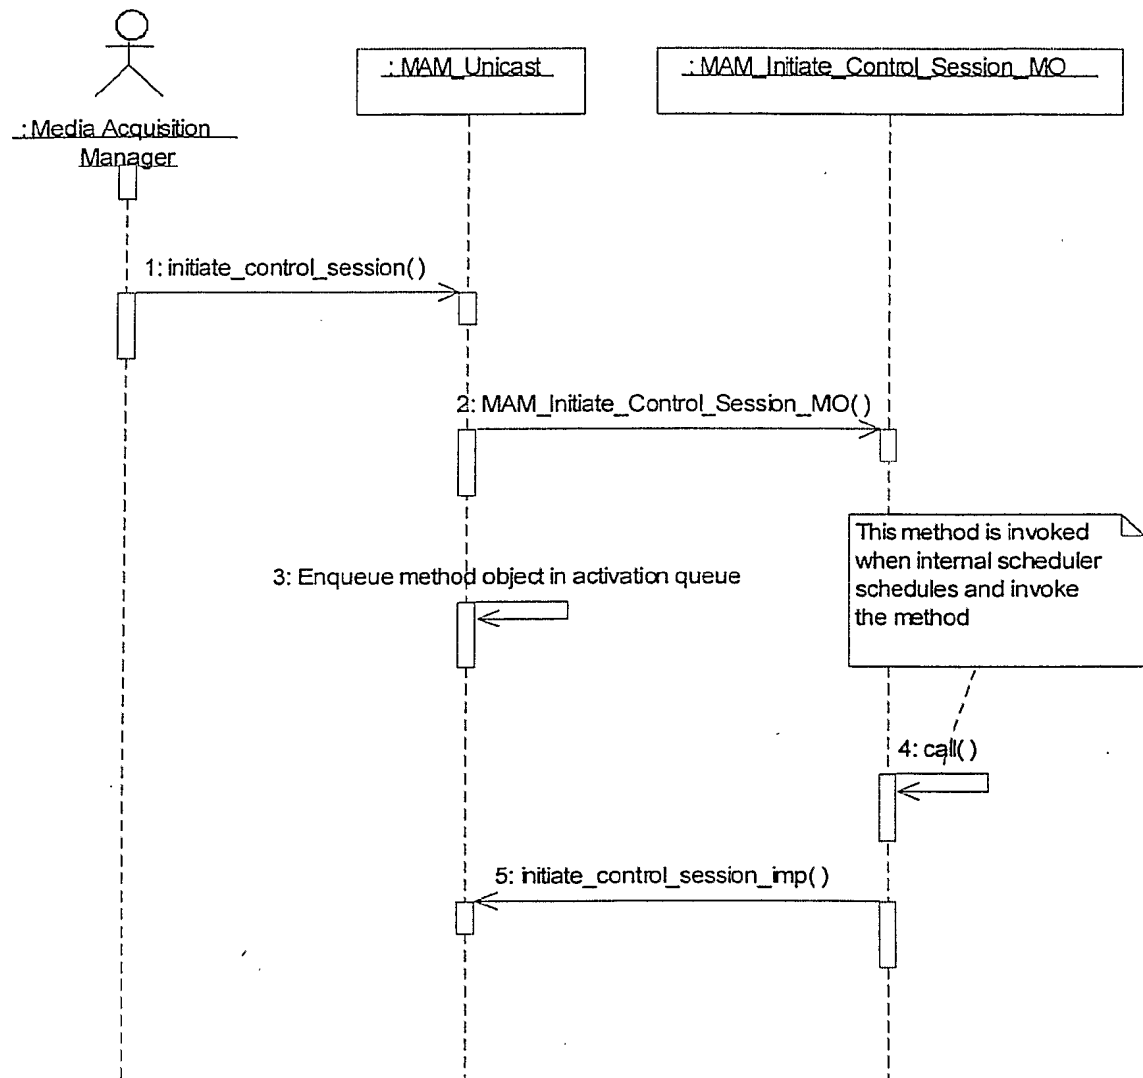 : MAM_Unicast
: MAM_Initiate_Control_Session_MO
: Media Acquisition
Manager
1: initiate_control_session( )
2: MAM_Initiate_Control_Session_MO( )
This method is invoked
when internal scheduler
schedules and invoke
the method
3: Enqueue method object in activation queue
4: call( )
5: initiate_control_session_imp( )